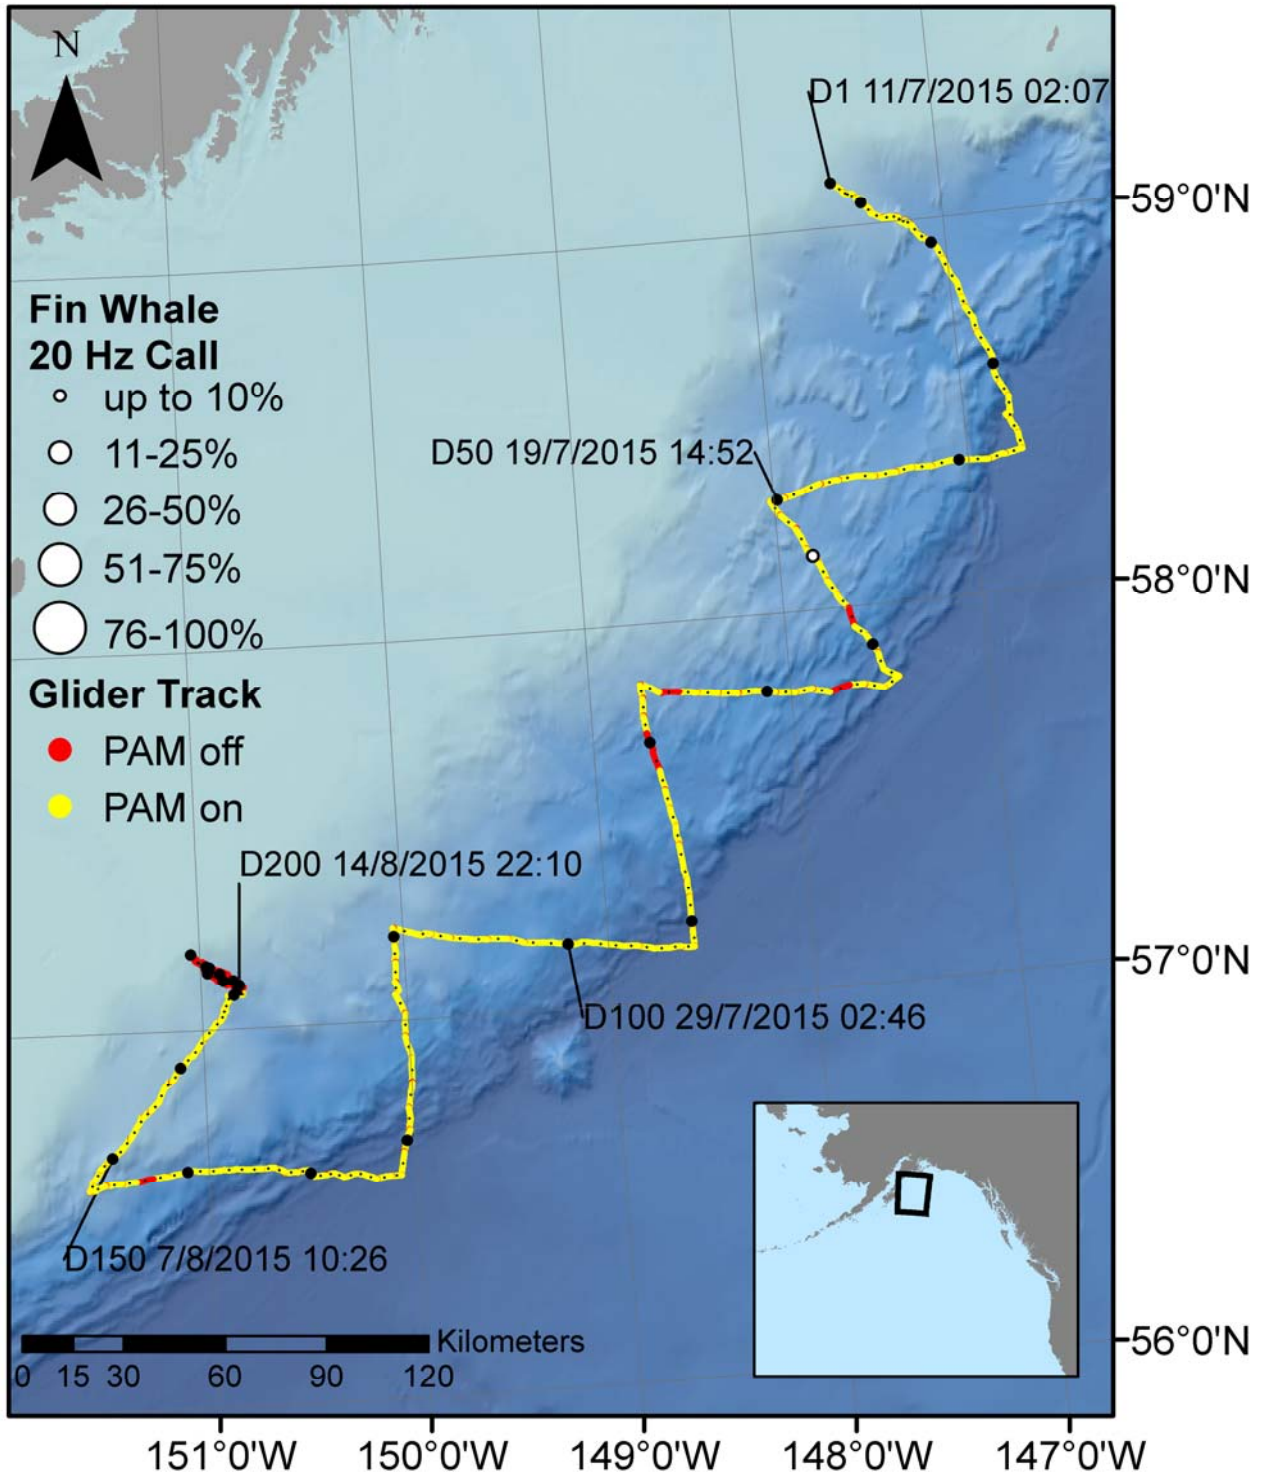 N
D1 11/7/2015 02:07
59°0'N
Fin Whale
20 Hz Call
up to 10%
11-25%
26-50%
51-75%
76-100%
D50 19/7/2015 14:52
58°0'N
Glider Track
PAM off
PAM on
D200 14/8/2015 22:10
57°0'N
D100 29/7/2015 02:46
D150 7/8/2015 10:26
56°0'N
Kilometers
0 15 30 60 90 120
151°0'W 150°0'W 149°0'W 148°0'W 147°0'W